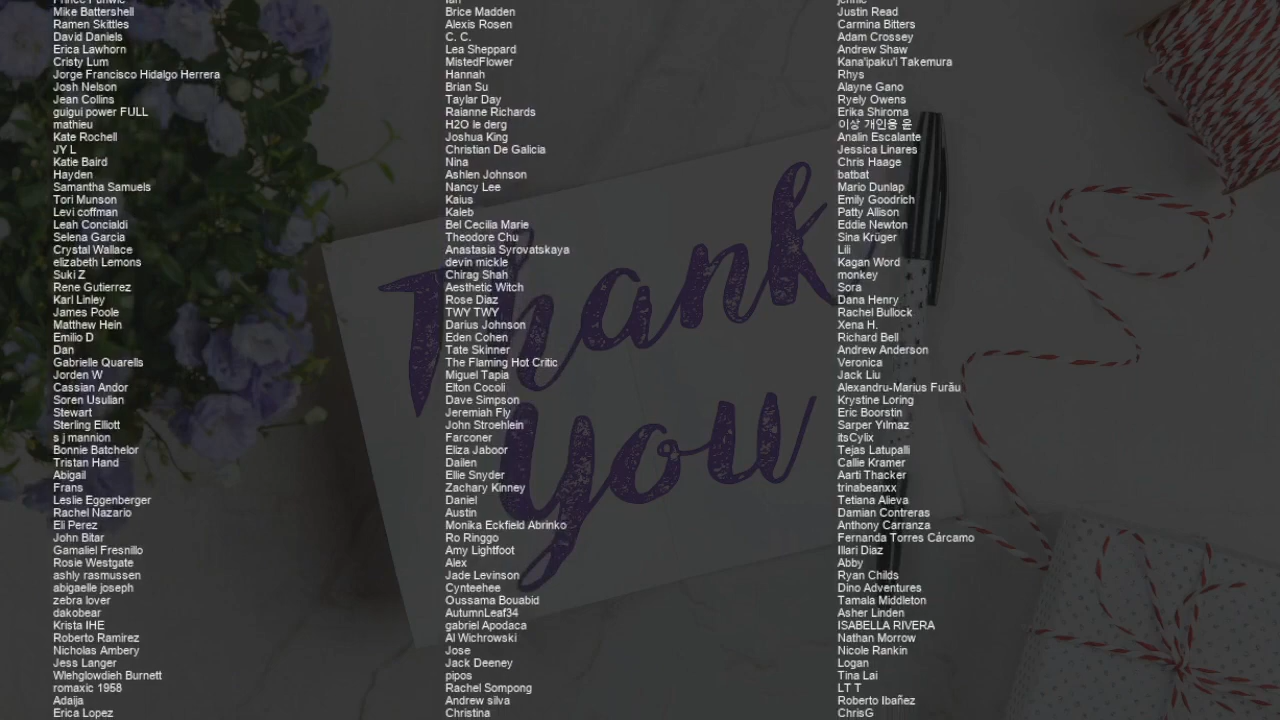 Mike Battershell
Ramen Skittles
David Daniels
Erica Lawhorn
Cristy Lum
Jorge Francisco Hidalgo Herrera
Josh Nelson
Jean Collins
guigui power FULL
mathieu
Kate Rochell
JY L
Katie Baird
Hayden
Samantha Samuels
Tori Munson
Levi coffman
Leah Concialdi
Selena Garcia
Crystal Wallace
elizabeth Lemons
Suki Z
Rene Gutierrez
Karl Linley
James Poole
Matthew Hein
Emilio D
Dan
Gabrielle Quarells
Jorden W
Cassian Andor
Soren Usulian
Stewart
Sterling Elliott
s j mannion
Bonnie Batchelor
Tristan Hand
Abigail
Frans
Leslie Eggenberger
Rachel Nazario
Eli Perez
John Bitar
Gamaliel Fresnillo
Rosie Westgate
ashly rasmussen
abigaelle joseph
zebra lover
dakobear
Krista IHE
Roberto Ramirez
Nicholas Ambery
Jess Langer
Wlehglowdieh Burnett
romaxic 1958
Adaija
Erica Lopez
Brice Madden
Alexis Rosen
C. C.
Lea Sheppard
MistedFlower
Hannah
Brian Su
Taylar Day
Raianne Richards
H2O le derg
Joshua King
Christian De Galicia
Nina
Ashlen Johnson
Nancy Lee
Kaius
Kaleb
Bel Cecilia Marie
Theodore Chu
Anastasia Syrovatskaya
devin mickle
Chirag Shah
Aesthetic Witch
Rose Diaz
TWY TWY
Darius Johnson
Eden Cohen
Tate Skinner
The Flaming Hot Critic
Miguel Tapia
Elton Cocoli
Dave Simpson
Jeremiah Fly
John Stroehlein
Farconer
Eliza Jaboor
Dailen
Ellie Snyder
Zachary Kinney
Daniel
Austin
Monika Eckfield Abrinko
Ro Ringgo
Amy Lightfoot
Alex
Jade Levinson
Cynteehee
Oussama Bouabid
AutumnLeaf34
gabriel Apodaca
Al Wichrowski
Jose
Jack Deeney
pipos
Rachel Sompong
Andrew silva
Christina
Justin Read
Carmina Bitters
Adam Crossey
Andrew Shaw
Kana'ipaku'i Takemura
Rhys
Alayne Gano
Ryely Owens
Erika Shiroma
이상 개인용 윤
Analin Escalante
Jessica Linares
Chris Haage
batbat
Mario Dunlap
Emily Goodrich
Patty Allison
Eddie Newton
Sina Krüger
Lili
Kagan Word
monkey
Sora
Dana Henry
Rachel Bullock
Xena H.
Richard Bell
Andrew Anderson
Veronica
Jack Liu
Alexandru-Marius Furău
Krystine Loring
Eric Boorstin
Sarper Yılmaz
itsCylix
Tejas Latupalli
Callie Kramer
Aarti Thacker
trinabeanxx
Tetiana Alieva
Damian Contreras
Anthony Carranza
Fernanda Torres Cárcamo
Illari Diaz
Abby
Ryan Childs
Dino Adventures
Tamala Middleton
Asher Linden
ISABELLA RIVERA
Nathan Morrow
Nicole Rankin
Logan
Tina Lai
LT T
Roberto Ibañez
ChrisG
Thank
you